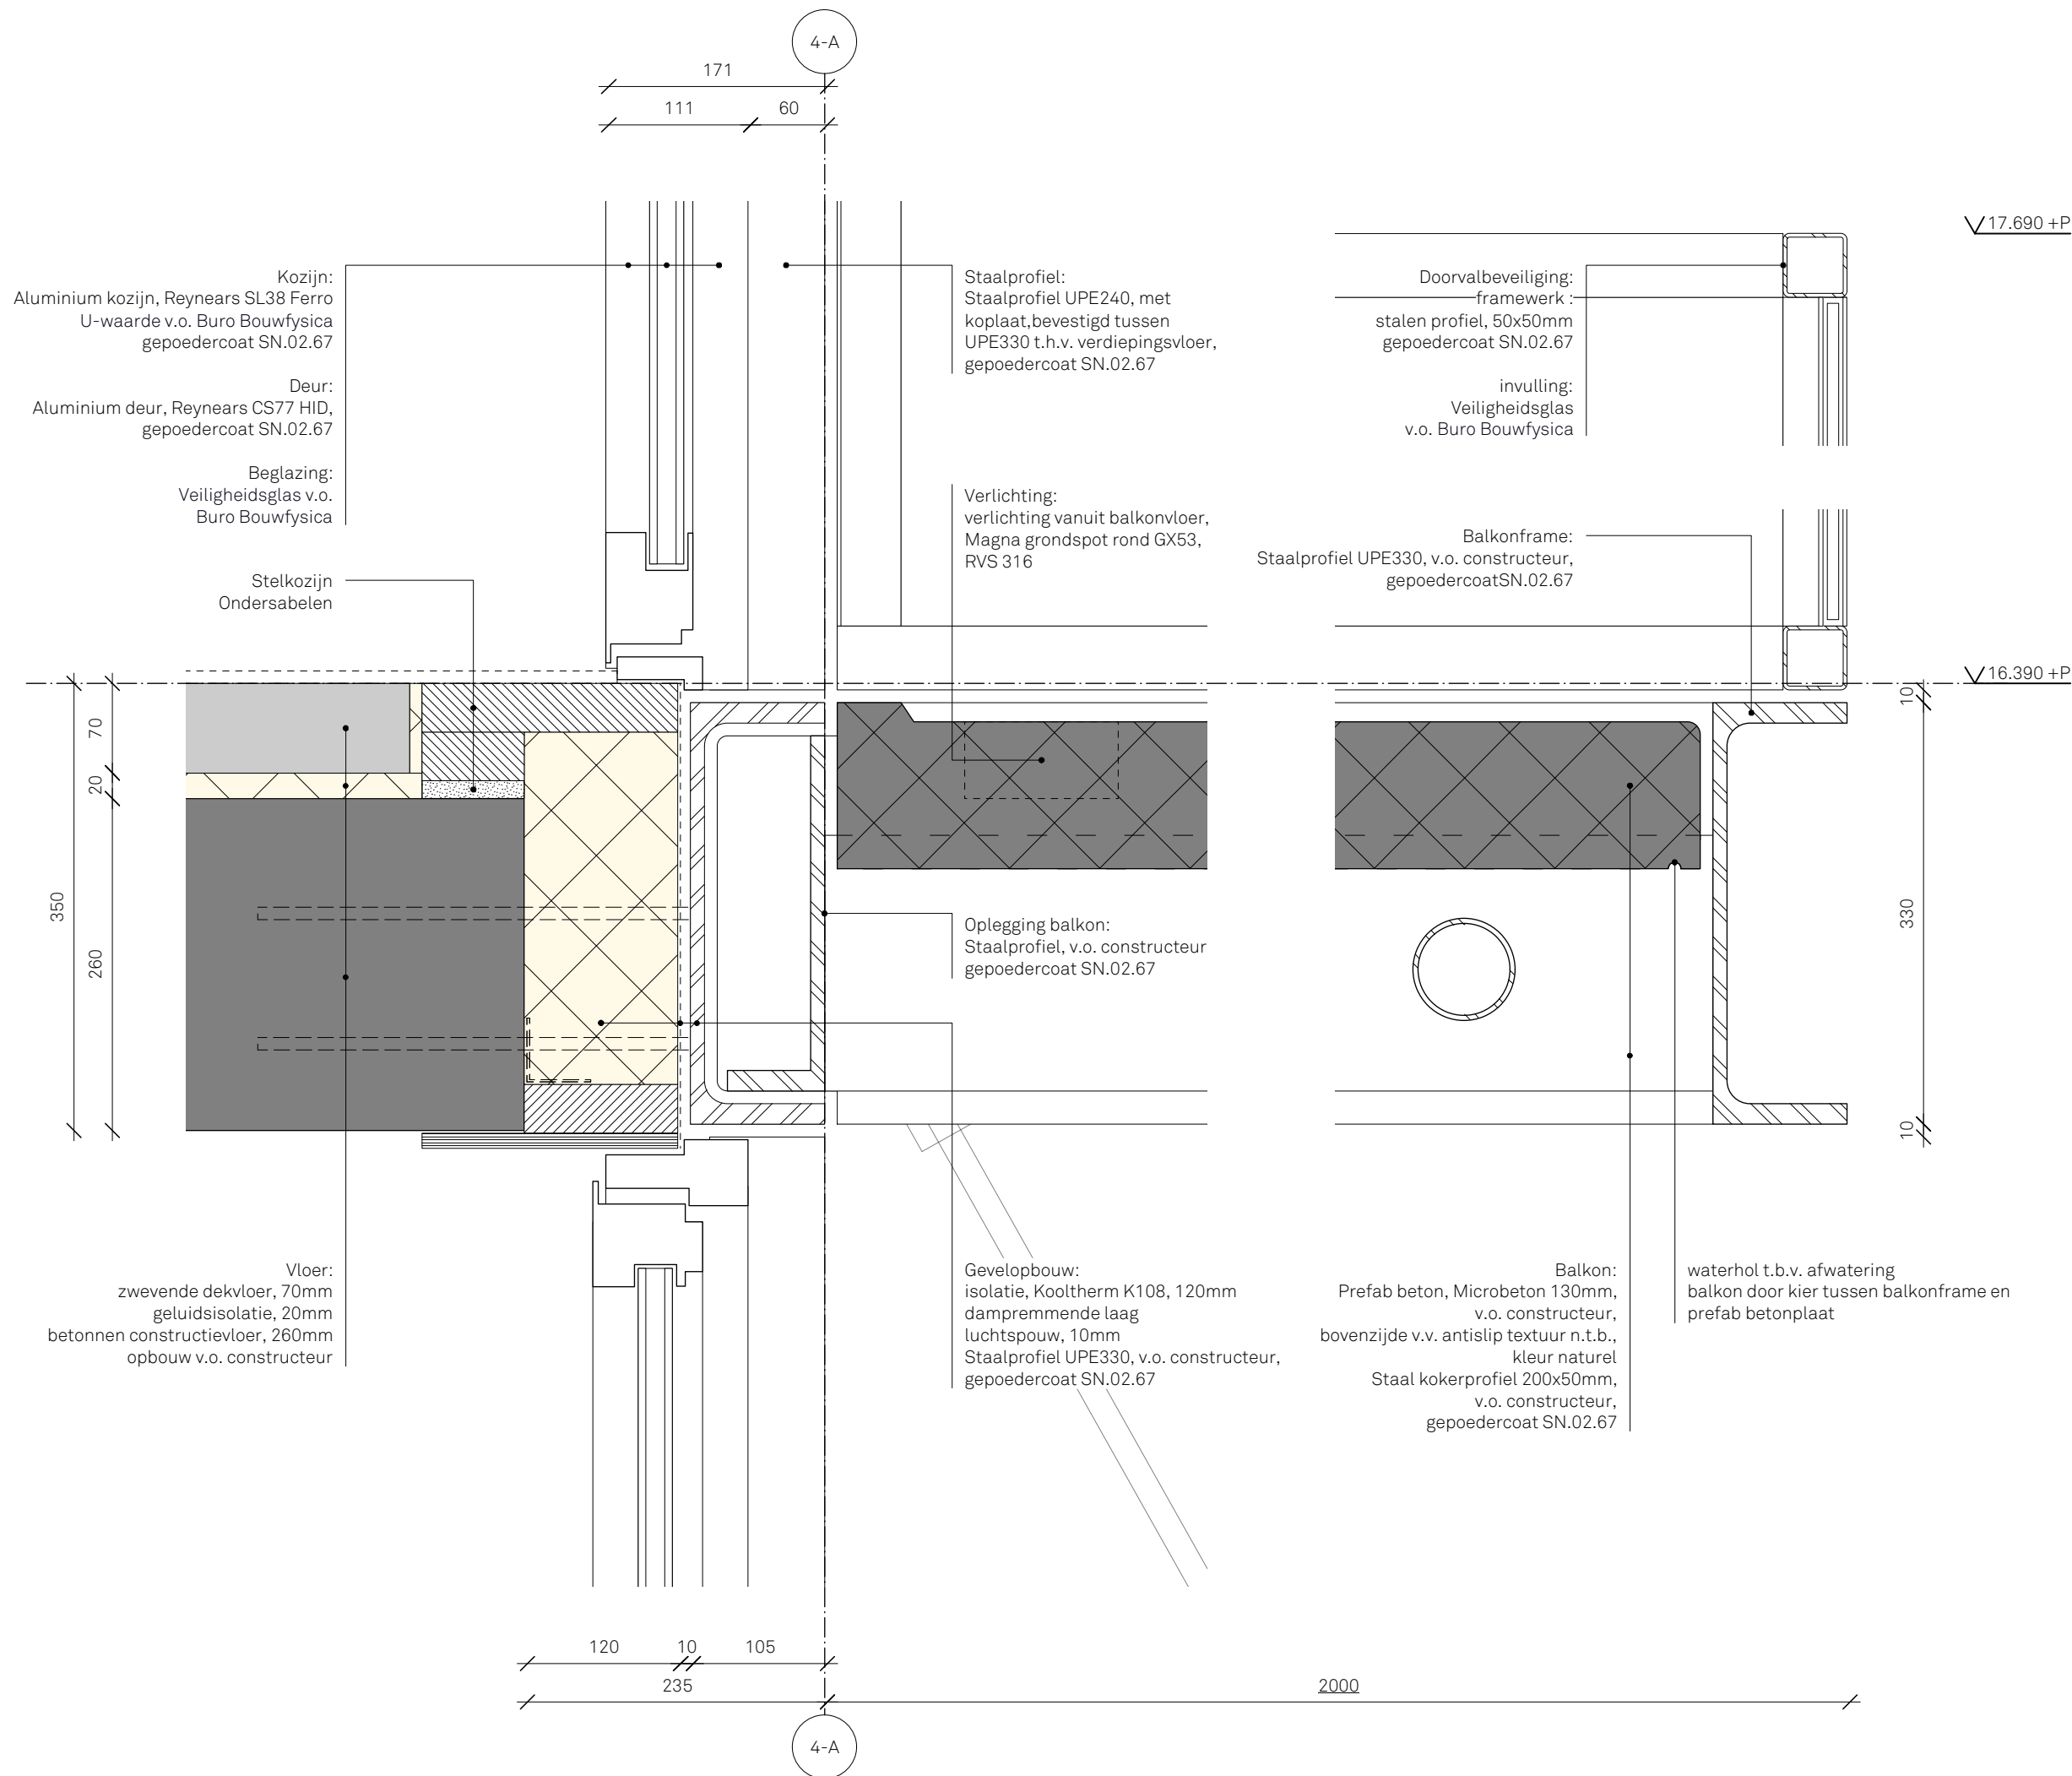 4-A
171
111
60
17.690 +P
Kozijn:
Aluminium kozijn, Reynears SL38 Ferro
U-waarde v.o. Buro Bouwfysica
gepoedercoat SN.02.67
Deur:
Aluminium deur, Reynears CS77 HID,
gepoedercoat SN.02.67
Beglazing:
Veiligheidsglas v.o.
Buro Bouwfysica
Stelkozijn
Ondersabelen
Staalprofiel:
Staalprofiel UPE240, met
koplaat,bevestigd tussen
UPE330 t.h.v. verdiepingsvloer,
gepoedercoat SN.02.67
Verlichting:
verlichting vanuit balkonvloer,
Magna grondspot rond GX53,
RVS 316
Doorvalbeveiliging:
framewerk :
stalen profiel, 50x50mm
gepoedercoat SN.02.67
invulling:
Veiligheidsglas
v.o. Buro Bouwfysica
Balkonframe:
Staalprofiel UPE330, v.o. constructeur,
gepoedercoatSN.02.67
16.390 +P
10
70
20
350
260
330
10
Oplegging balkon:
Staalprofiel, v.o. constructeur
gepoedercoat SN.02.67
Vloer:
zwevende dekvloer, 70mm
geluidsisolatie, 20mm
betonnen constructievloer, 260mm
opbouw v.o. constructeur
Gevelopbouw:
isolatie, Kooltherm K108, 120mm
dampremmende laag
luchtspouw, 10mm
Staalprofiel UPE330, v.o. constructeur,
gepoedercoat SN.02.67
Balkon:
Prefab beton, Microbeton 130mm,
v.o. constructeur,
bovenzijde v.v. antislip textuur n.t.b.,
kleur naturel
Staal kokerprofiel 200x50mm,
v.o. constructeur,
gepoedercoat SN.02.67
waterhol t.b.v. afwatering
balkon door kier tussen balkonframe en
prefab betonplaat
120
10
105
235
2000
4-A